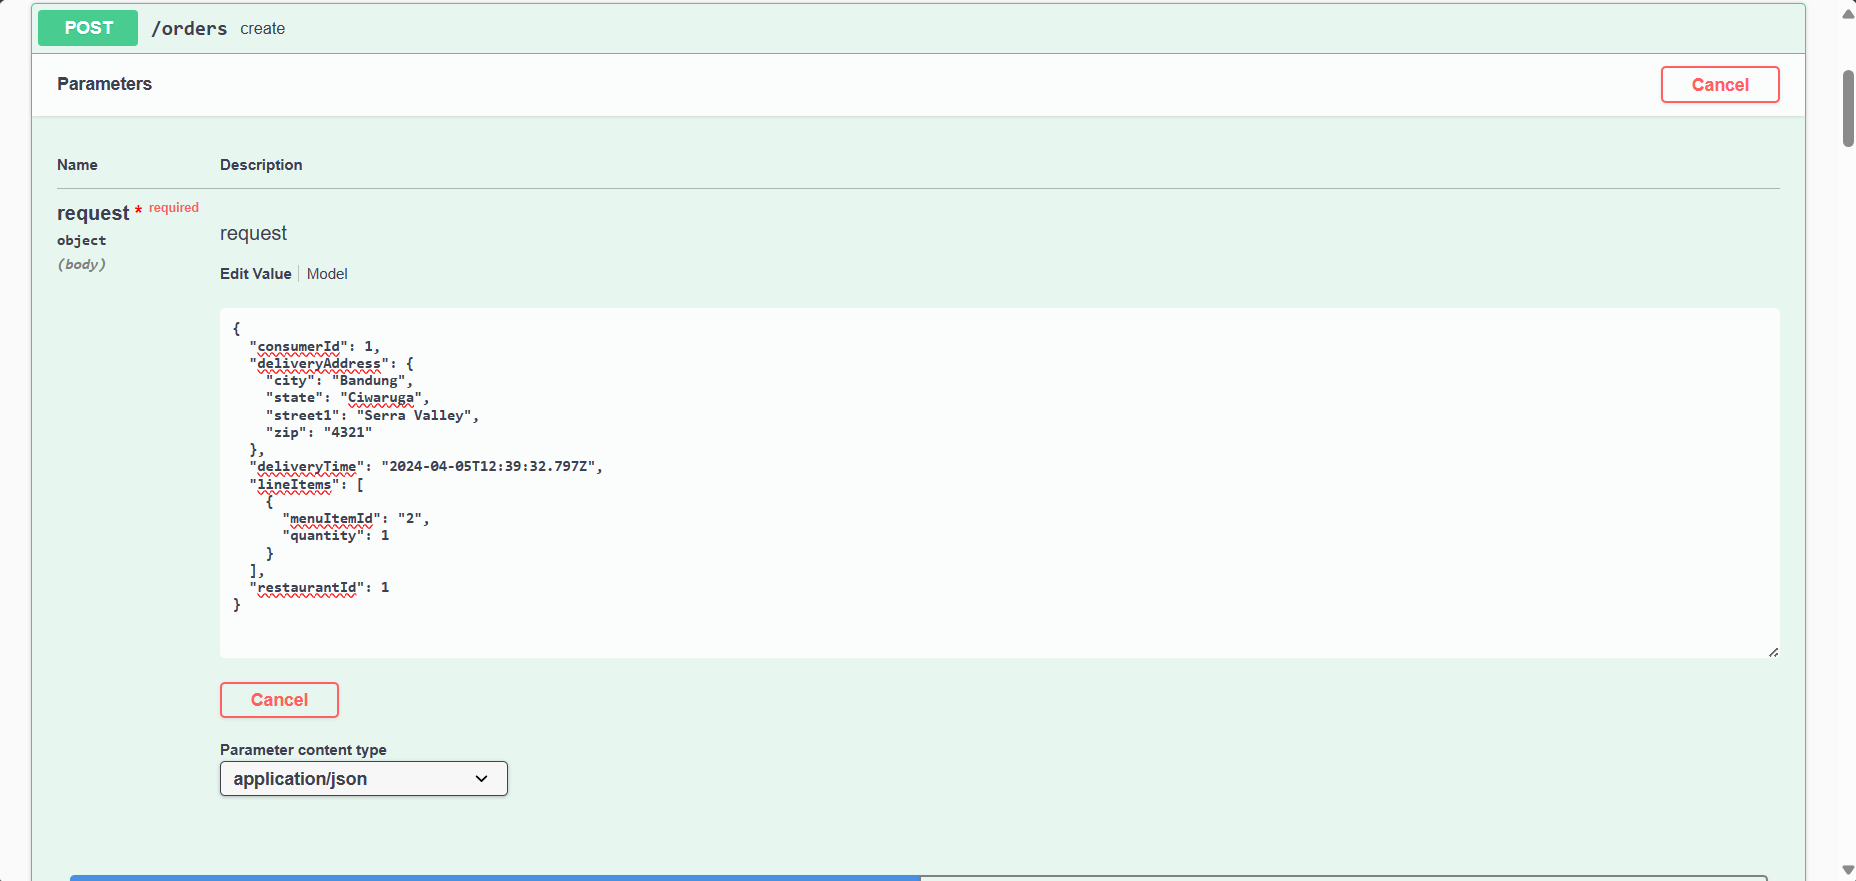 POST /orders create
Parameters
Cancel
Name Description
request * required
object
(body)
request
Edit Value Model
{
  "consumerId": 1,
  "deliveryAddress": {
    "city": "Bandung",
    "state": "Ciwaruga",
    "street1": "Serra Valley",
    "zip": "4321"
  },
  "deliveryTime": "2024-04-05T12:39:32.797Z",
  "lineItems": [
    {
      "menuItemId": "2",
      "quantity": 1
    }
  ],
  "restaurantId": 1
}
Cancel
Parameter content type
application/json